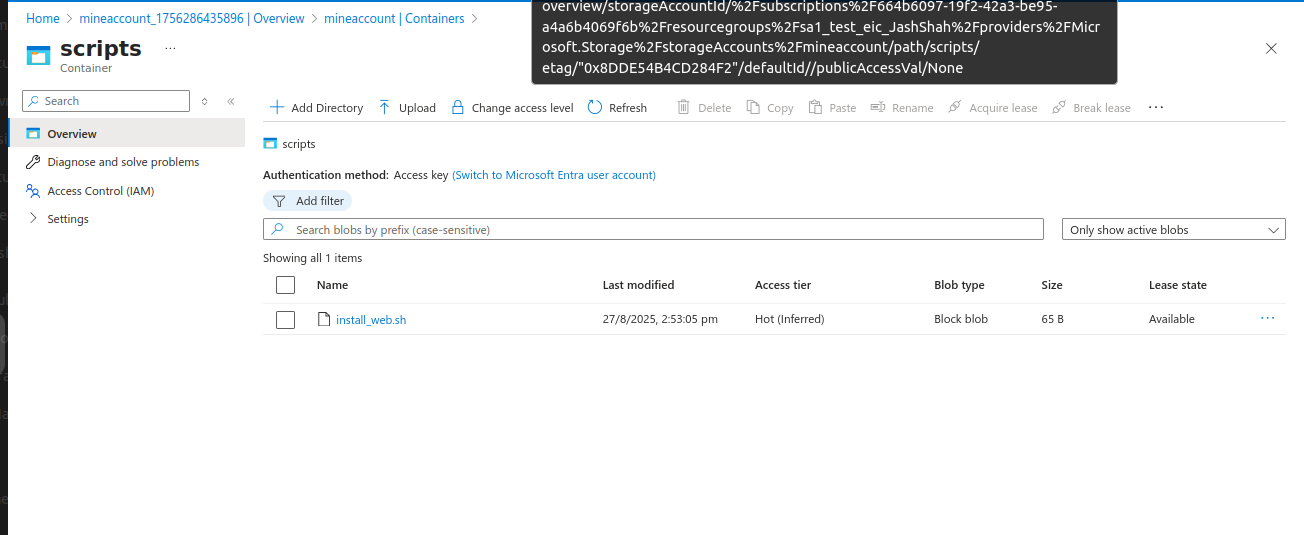 overview/storageAccountId/%2Fsubscriptions%2F664b6097-19f2-42a3-be95-
a4a6b4069f6b%2Fresourcegroups%2Fsa1_test_eic_JashShah%2Fproviders%2FMicr
osoft.Storage%2FstorageAccounts%2Fmineaccount/path/scripts/
etag/"0x8DDE54B4CD284F2"/defaultId//publicAccessVal/None
Home > mineaccount_1756286435896 | Overview > mineaccount | Containers >
scripts ...
Container
Search
Overview
Diagnose and solve problems
Access Control (IAM)
Settings
Add Directory Upload Change access level Refresh Delete Copy Paste Rename Acquire lease Break lease ...
scripts
Authentication method: Access key (Switch to Microsoft Entra user account)
Add filter
Search blobs by prefix (case-sensitive)
Only show active blobs
Showing all 1 items
Name Last modified Access tier Blob type Size Lease state
install_web.sh 27/8/2025, 2:53:05 pm Hot (Inferred) Block blob 65 B Available ...